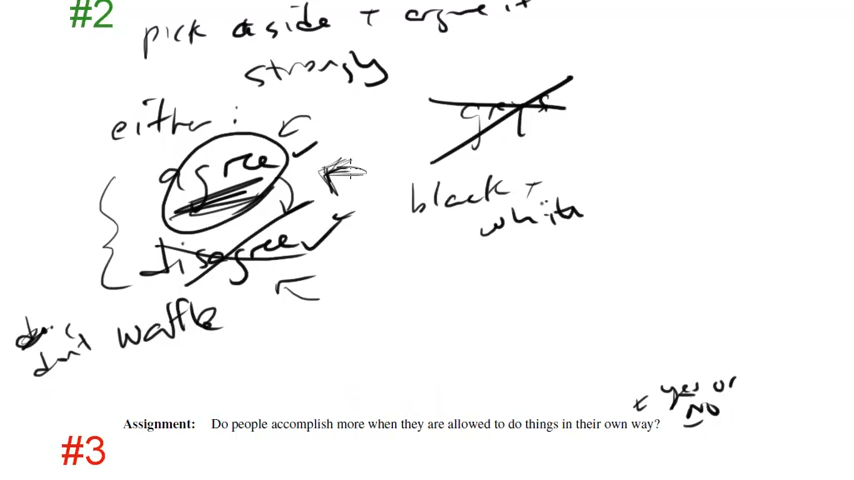 #2
pick a side + argue it
strongly
either :
agree
grays
black +
white
disagree
don't waffle
yes or
NO
Assignment: Do people accomplish more when they are allowed to do things in their own way?
#3